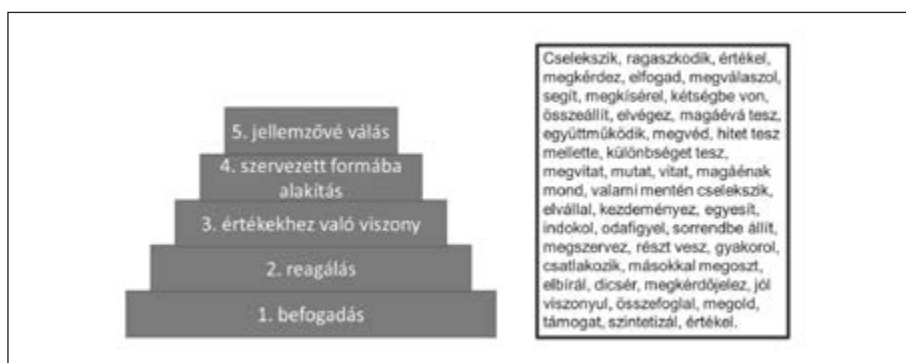 5. jellemzővé válás
4. szervezett formába
alakítás
3. értékekhez való viszony
2. reagálás
1. befogadás
Cselekszik, ragaszkodik, értékel,
megkérdez, elfogad, megválaszol,
segít, megkísérel, kétségbe von,
összeállít, elvégez, magáévá tesz,
együttműködik, megvéd, hitet tesz
mellette, különbséget tesz,
megvitat, mutat, vitat, magáénak
mond, valami mentén cselekszik,
elvállal, kezdeményez, egyesít,
indokol, odafigyel, sorrendbe állít,
megszervez, részt vesz, gyakorol,
csatlakozik, másokkal megoszt,
elbírál, dicsér, megkérdőjelez, jól
viszonyul, összefoglal, megold,
támogat, szintetizál, értékel.